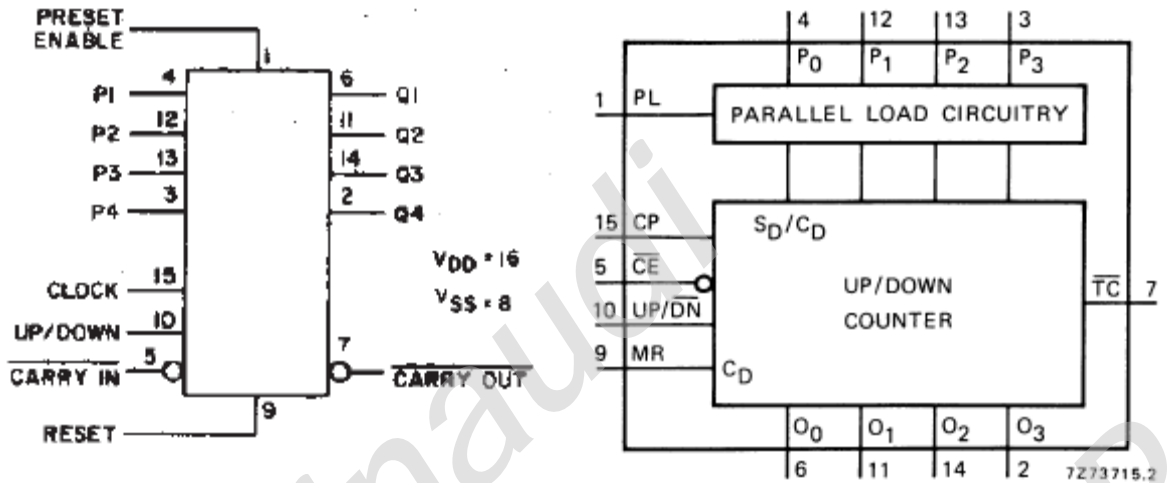 PRESET
ENABLE
1
4
P1
12
P2
13
P3
3
P4
6
Q1
11
Q2
14
Q3
2
Q4
VDD = 16
VSS = 8
15
CLOCK
10
UP/DOWN
5
CARRY IN
7
CARRY OUT
9
RESET
4 12 13 3
P0 P1 P2 P3
1 PL
PARALLEL LOAD CIRCUITRY
15 CP
SD/CD
5 CE
10 UP/DN
UP/DOWN
COUNTER
TC 7
9 MR
CD
O0 O1 O2 O3
6 11 14 2
7Z73715.2
inaudi